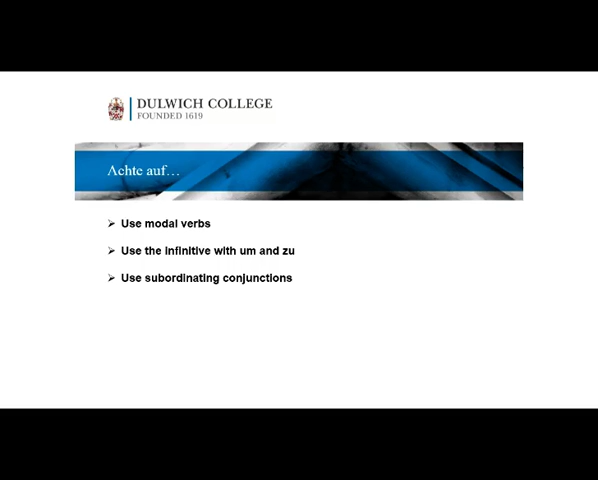 DULWICH COLLEGE
FOUNDED 1619
Achte auf…
➢ Use modal verbs
➢ Use the infinitive with um and zu
➢ Use subordinating conjunctions